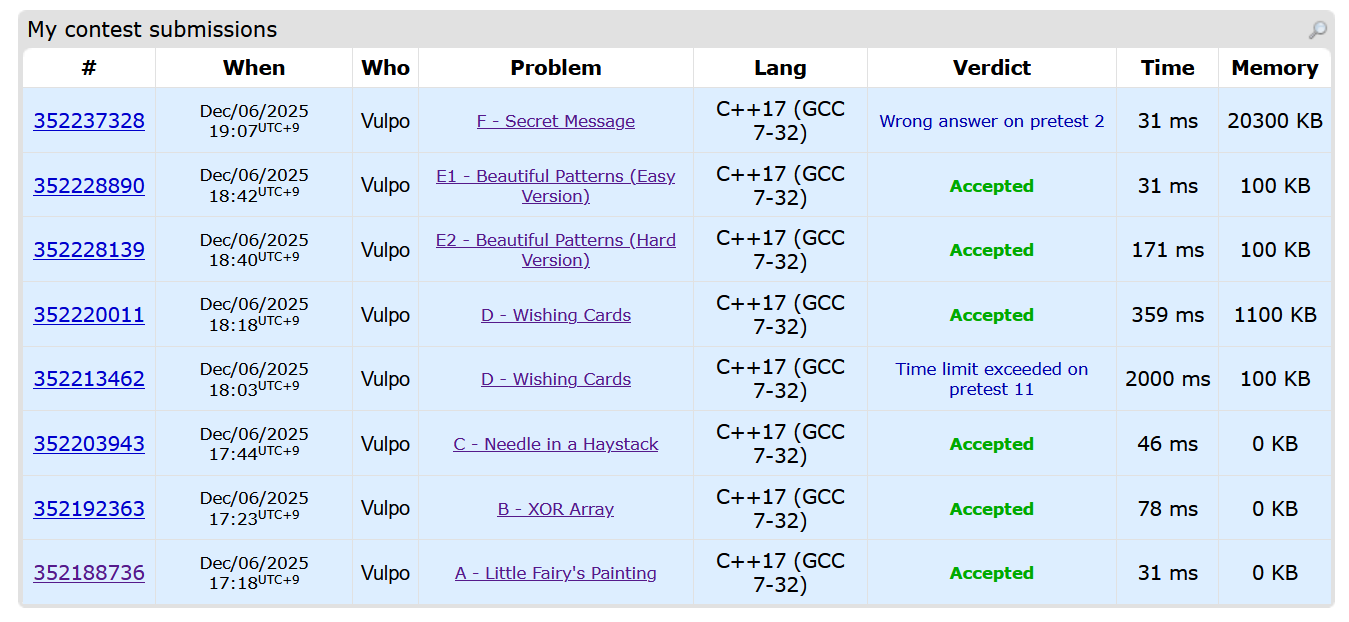 My contest submissions
# When Who Problem Lang Verdict Time Memory
352237328 Dec/06/2025 19:07UTC+9 Vulpo F - Secret Message C++17 (GCC 7-32) Wrong answer on pretest 2 31 ms 20300 KB
352228890 Dec/06/2025 18:42UTC+9 Vulpo E1 - Beautiful Patterns (Easy Version) C++17 (GCC 7-32) Accepted 31 ms 100 KB
352228139 Dec/06/2025 18:40UTC+9 Vulpo E2 - Beautiful Patterns (Hard Version) C++17 (GCC 7-32) Accepted 171 ms 100 KB
352220011 Dec/06/2025 18:18UTC+9 Vulpo D - Wishing Cards C++17 (GCC 7-32) Accepted 359 ms 1100 KB
352213462 Dec/06/2025 18:03UTC+9 Vulpo D - Wishing Cards C++17 (GCC 7-32) Time limit exceeded on pretest 11 2000 ms 100 KB
352203943 Dec/06/2025 17:44UTC+9 Vulpo C - Needle in a Haystack C++17 (GCC 7-32) Accepted 46 ms 0 KB
352192363 Dec/06/2025 17:23UTC+9 Vulpo B - XOR Array C++17 (GCC 7-32) Accepted 78 ms 0 KB
352188736 Dec/06/2025 17:18UTC+9 Vulpo A - Little Fairy's Painting C++17 (GCC 7-32) Accepted 31 ms 0 KB